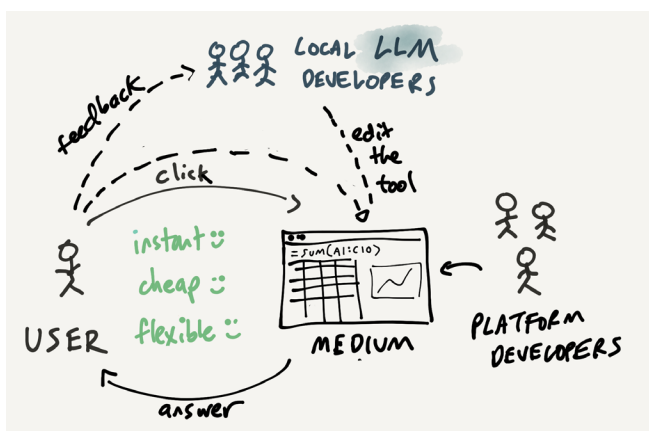 LOCAL LLM
DEVELOPERS
feedback
edit
the
tool
click
instant
cheap
flexible
=SUM(A1:C10)
USER
MEDIUM
PLATFORM
DEVELOPERS
answer